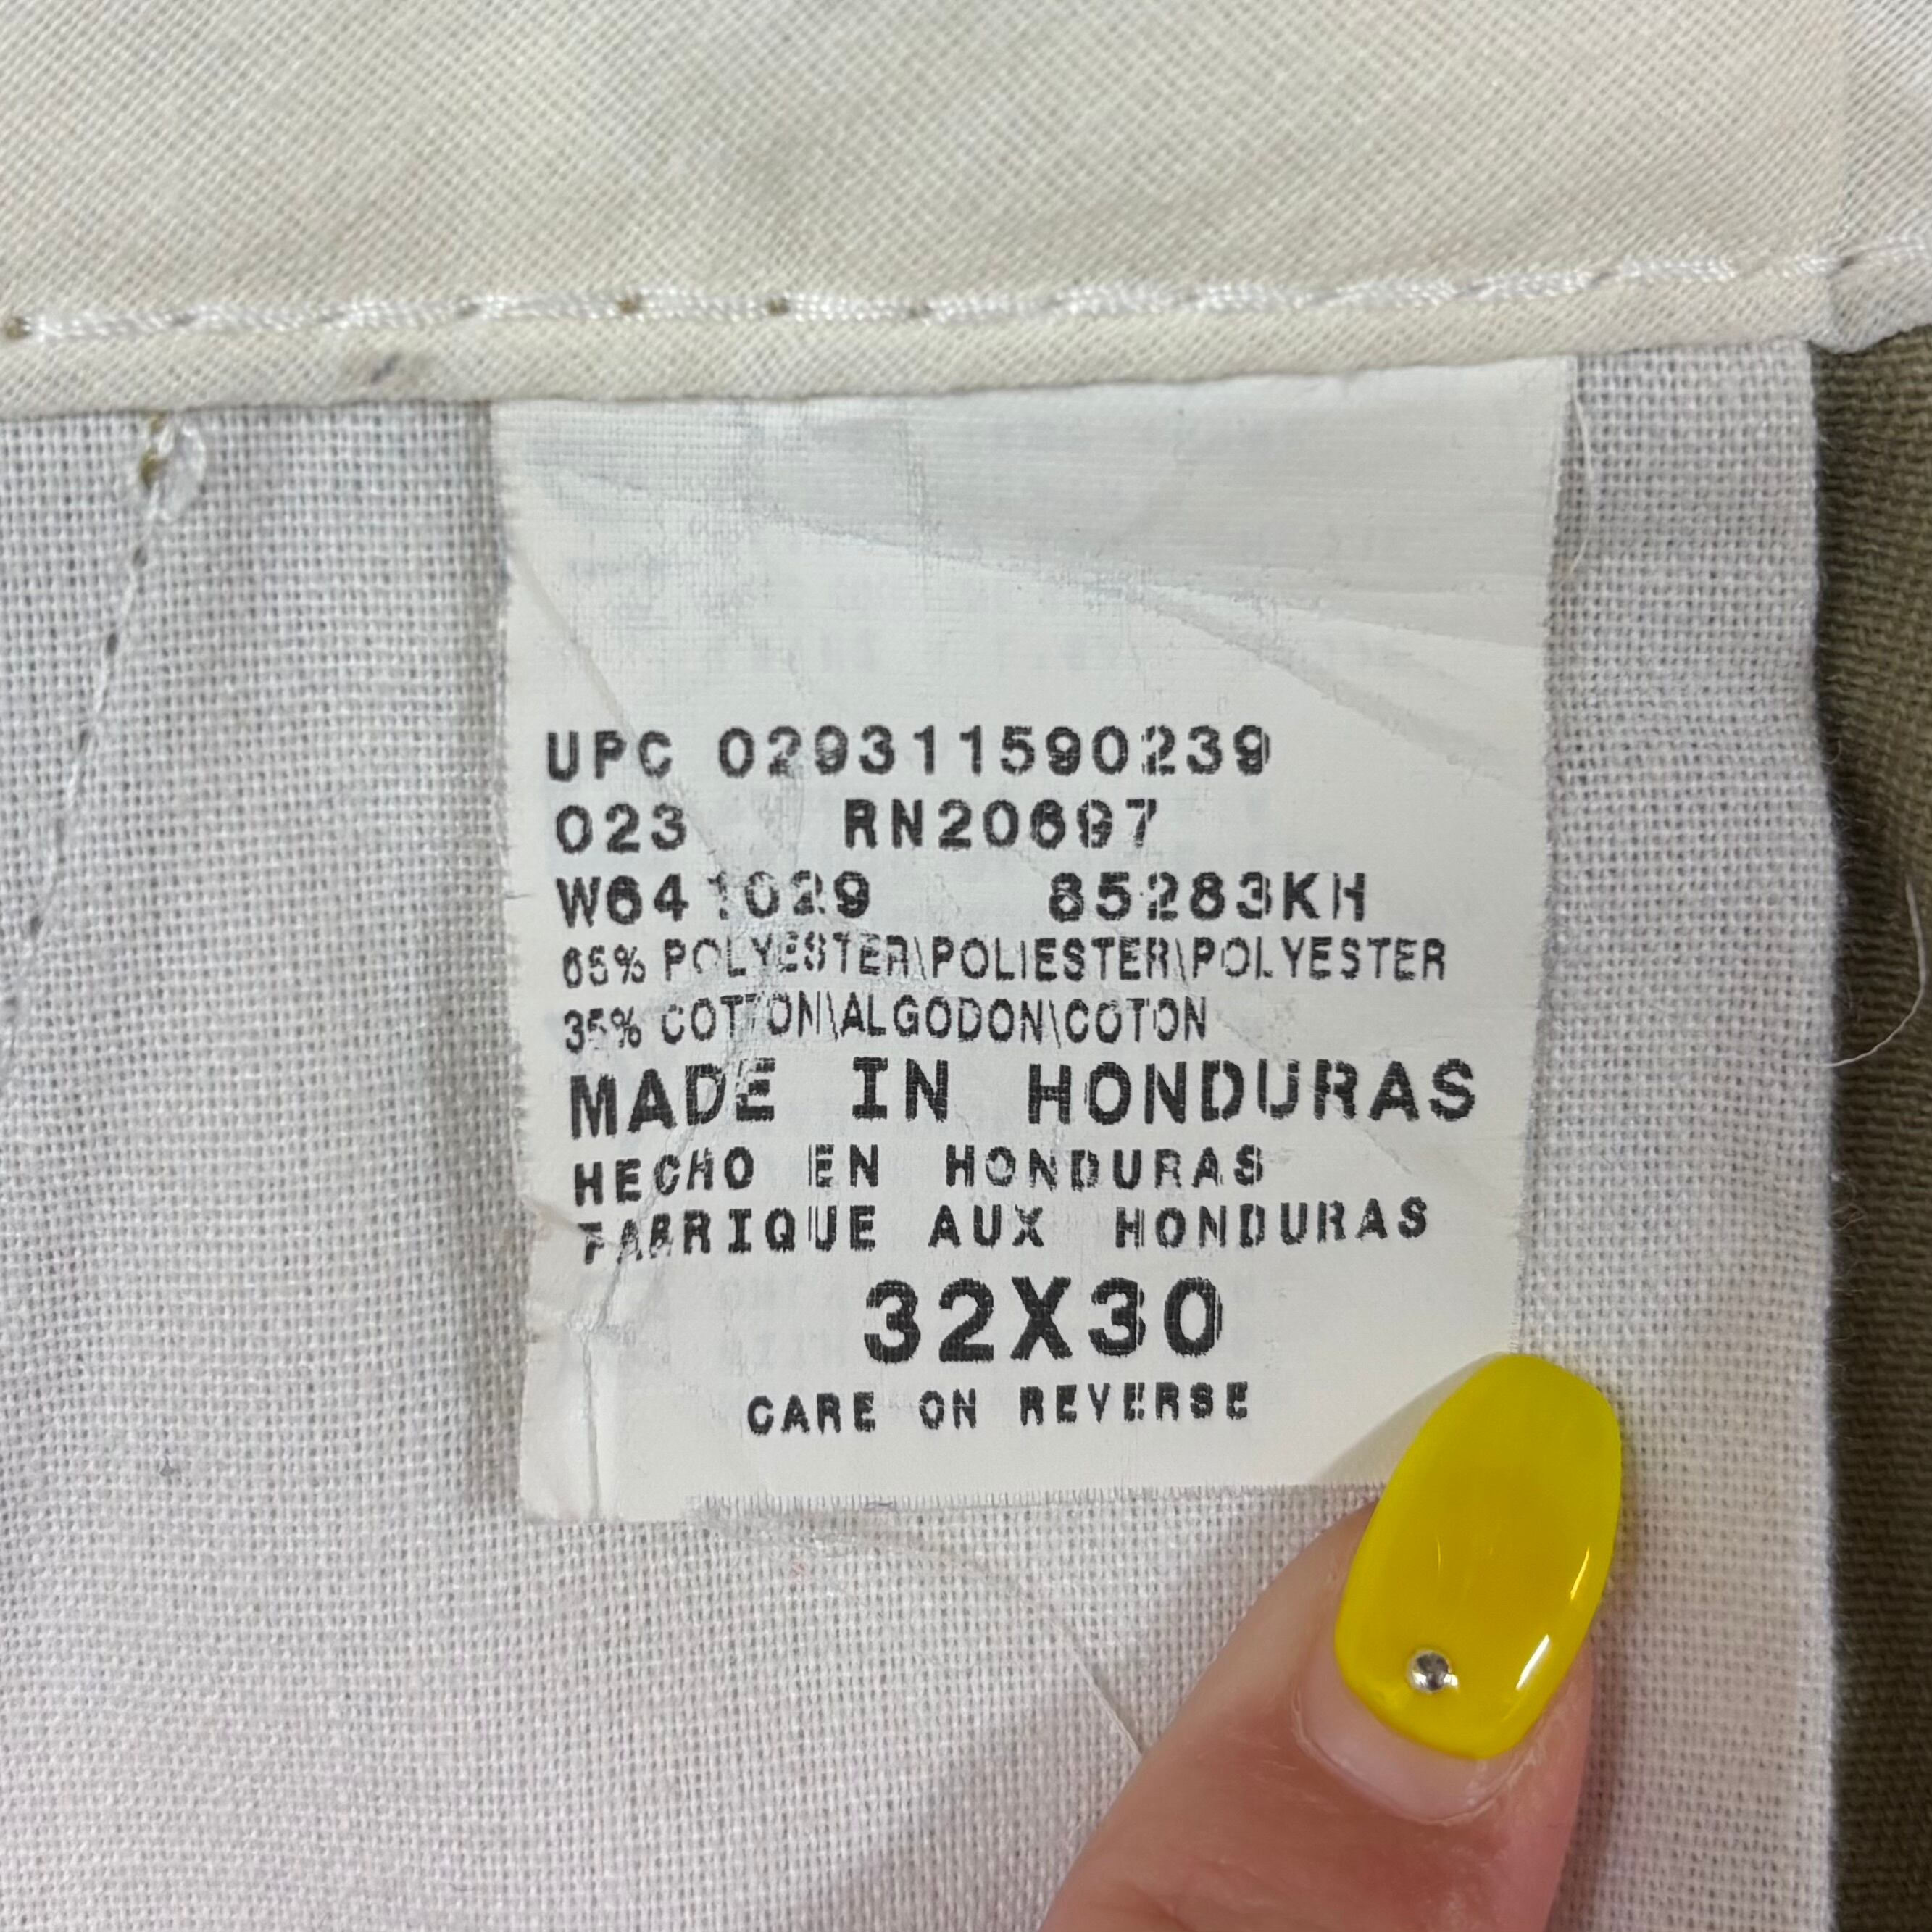 UPC 029311590239
023 RN20697
W641029 85283KH
65% POLYESTER\POLIESTER\POLYESTER
35% COTTON\ALGODON\COTON
MADE IN HONDURAS
HECHO EN HONDURAS
FABRIQUE AUX HONDURAS
32X30
CARE ON REVERSE